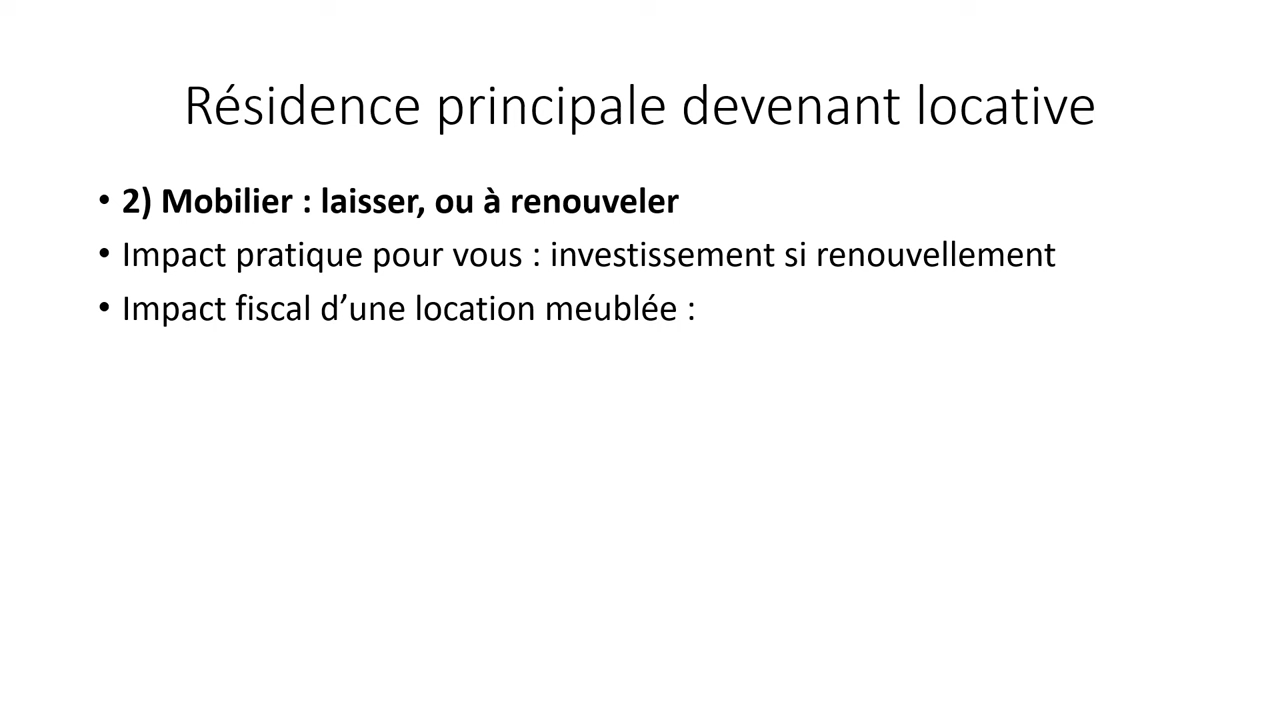 Résidence principale devenant locative
• 2) Mobilier : laisser, ou à renouveler
• Impact pratique pour vous : investissement si renouvellement
• Impact fiscal d’une location meublée :